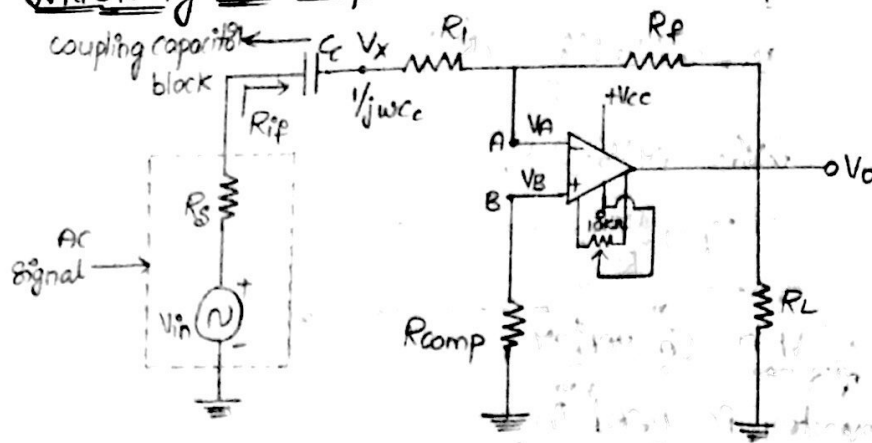 coupling capacitor
block
Cc
Vx
R1
Rf
1/jωCc
Rif
+Vcc
A
VA
-
B
VB
+
Vo
10KΩ
Rs
AC
signal
Vin
+
-
Rcomp
RL